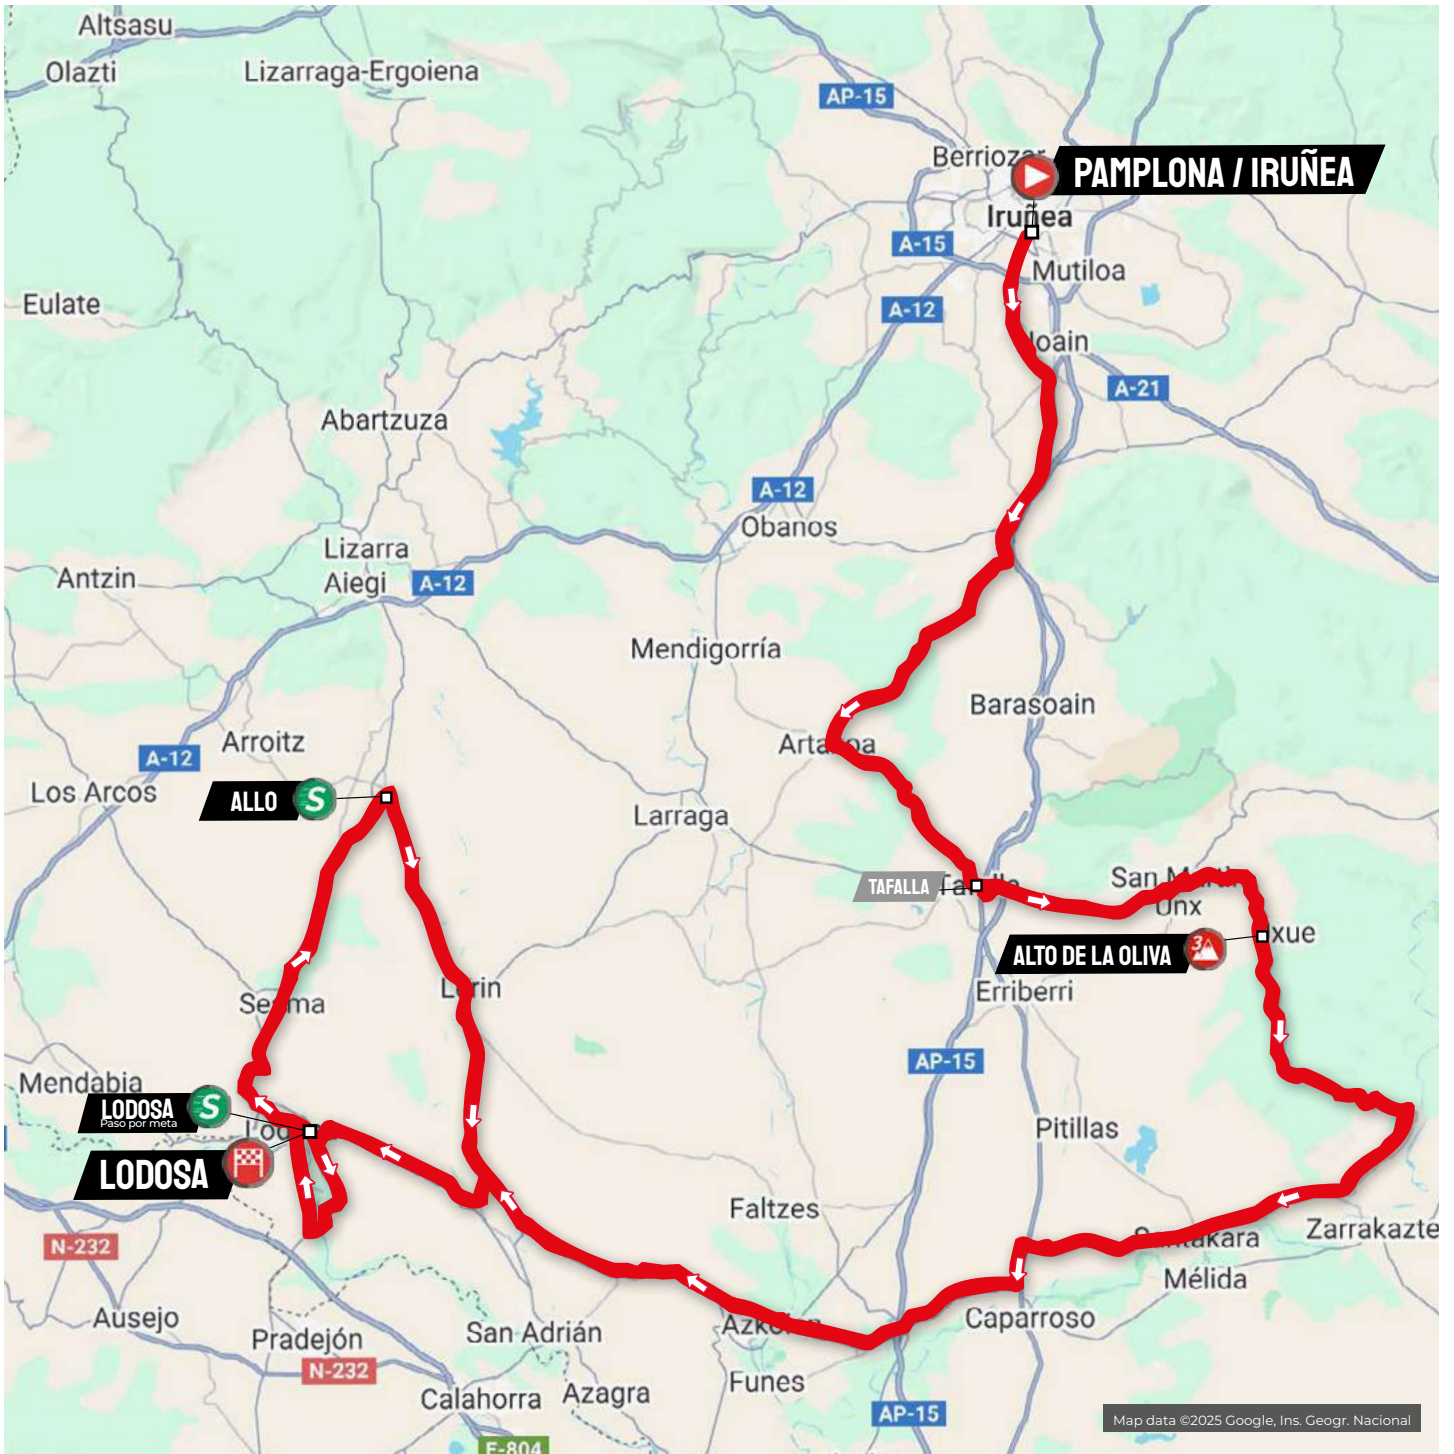 Altsasu
Olazti
Lizarraga-Ergoiena
AP-15
Berriozar
PAMPLONA / IRUÑEA
Iruñea
A-15
Mutiloa
Eulate
A-12
A-21
Abartzuza
A-12
Obanos
Lizarra
Aiegi
A-12
Antzin
Mendigorría
Barasoain
Arroitz
A-12
Los Arcos
ALLO
S
Larraga
TAFALLA
Unx
ALTO DE LA OLIVA
3
Erriberri
AP-15
Mendabia
LODOSA
Paso por meta
S
LODOSA
Pitillas
Faltzes
Zarrakazte
N-232
Mélida
Ausejo
Pradejón
San Adrián
Caparroso
N-232
Funes
Calahorra
Azagra
AP-15
E-804
Map data ©2025 Google, Ins. Geogr. Nacional